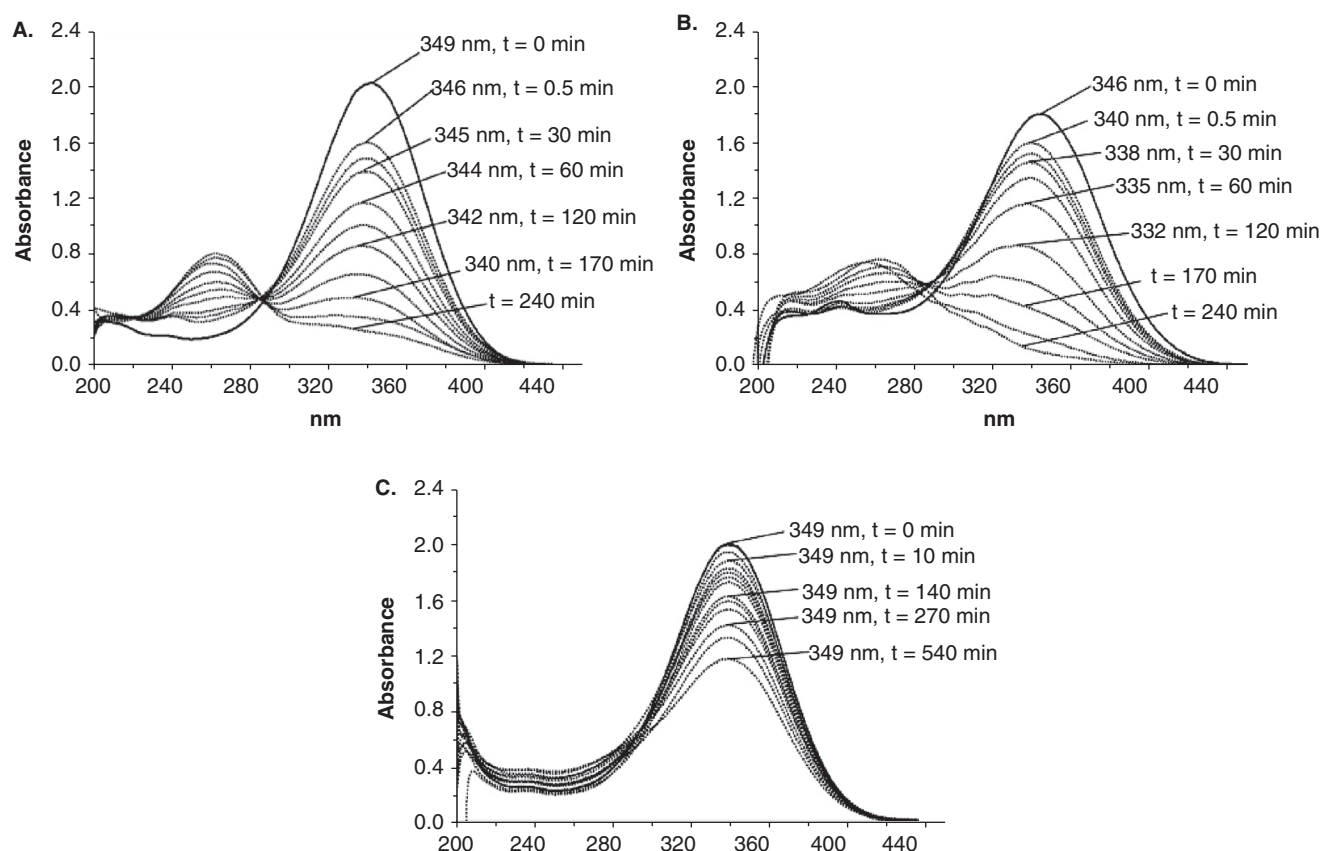 A.
2.4
2.0
1.6
1.2
0.8
0.4
0.0
Absorbance
349 nm, t = 0 min
346 nm, t = 0.5 min
345 nm, t = 30 min
344 nm, t = 60 min
342 nm, t = 120 min
340 nm, t = 170 min
t = 240 min
200 240 280 320 360 400 440
nm
B.
2.4
2.0
1.6
1.2
0.8
0.4
0.0
Absorbance
346 nm, t = 0 min
340 nm, t = 0.5 min
338 nm, t = 30 min
335 nm, t = 60 min
332 nm, t = 120 min
t = 170 min
t = 240 min
200 240 280 320 360 400 440
nm
C.
2.4
2.0
1.6
1.2
0.8
0.4
0.0
Absorbance
349 nm, t = 0 min
349 nm, t = 10 min
349 nm, t = 140 min
349 nm, t = 270 min
349 nm, t = 540 min
200 240 280 320 360 400 440